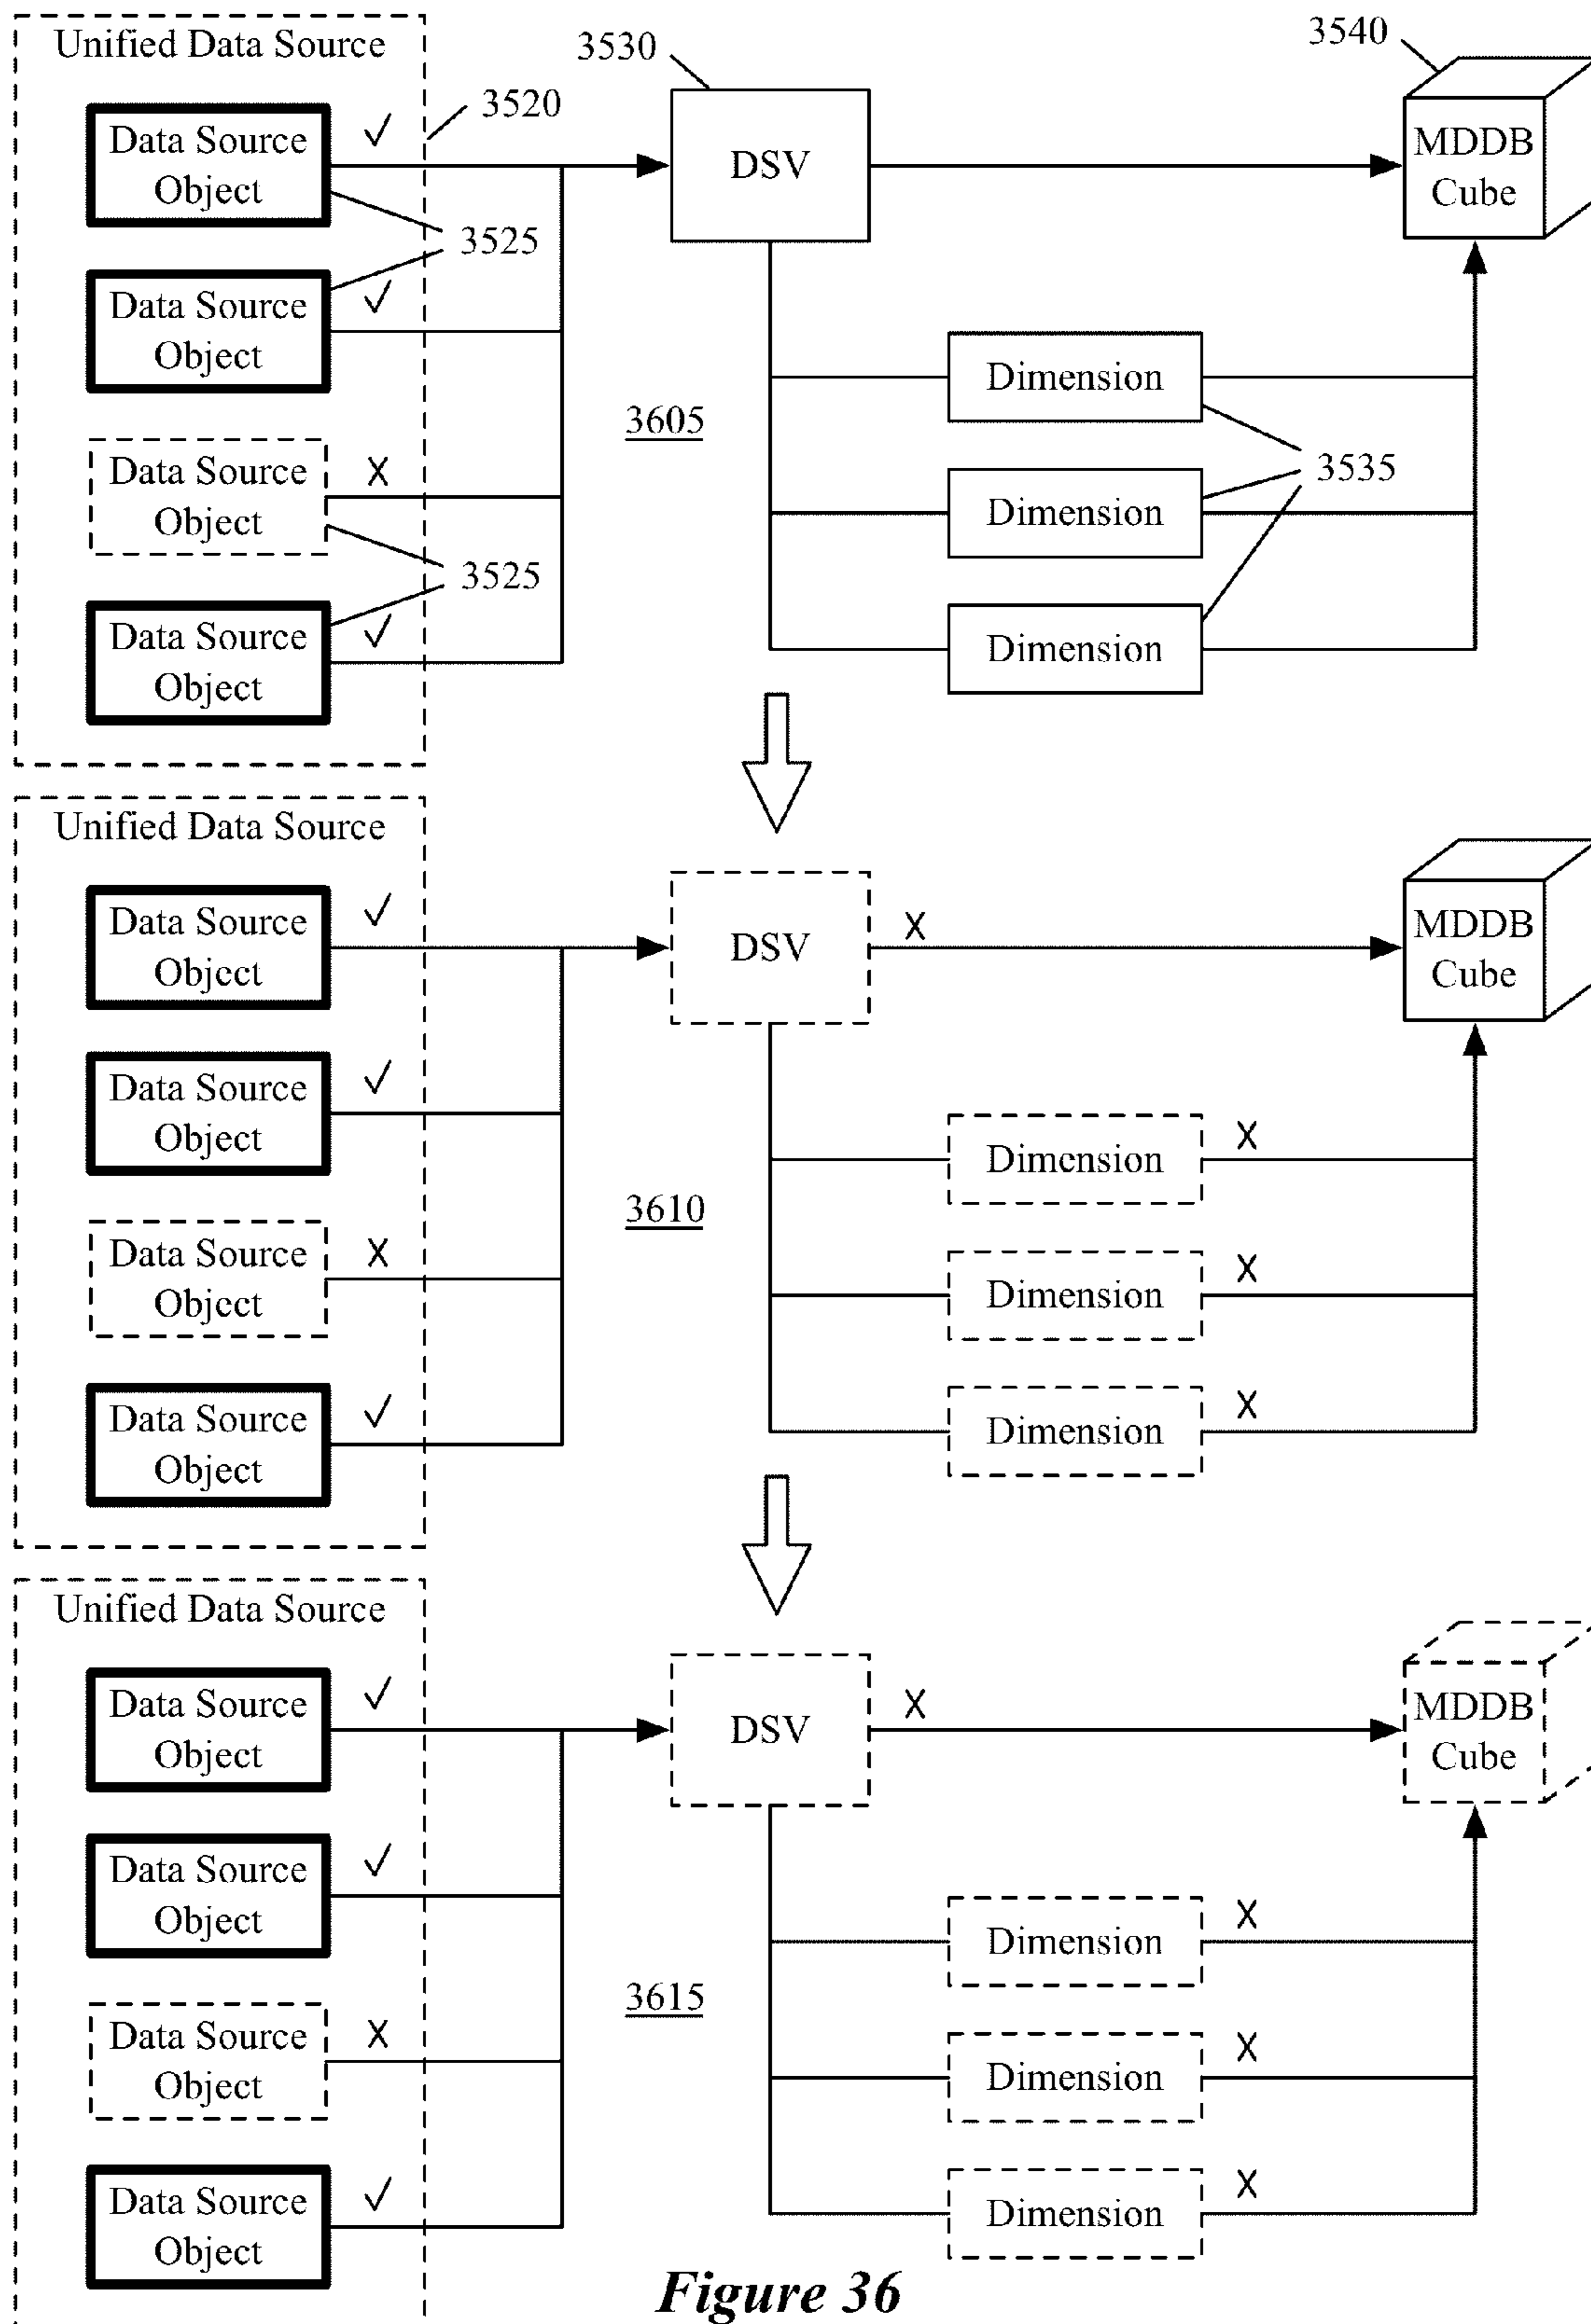 Unified Data Source
3530
3540
3520
Data Source
Object
✓
DSV
MDDB
Cube
3525
Data Source
Object
✓
Dimension
3605
Data Source
Object
X
3535
Dimension
3525
Data Source
Object
✓
Dimension
Unified Data Source
Data Source
Object
✓
DSV
X
MDDB
Cube
Data Source
Object
✓
Dimension
X
3610
Data Source
Object
X
Dimension
X
Data Source
Object
✓
Dimension
X
Unified Data Source
Data Source
Object
✓
DSV
X
MDDB
Cube
Data Source
Object
✓
Dimension
X
3615
Data Source
Object
X
Dimension
X
Data Source
Object
✓
Dimension
X
Figure 36